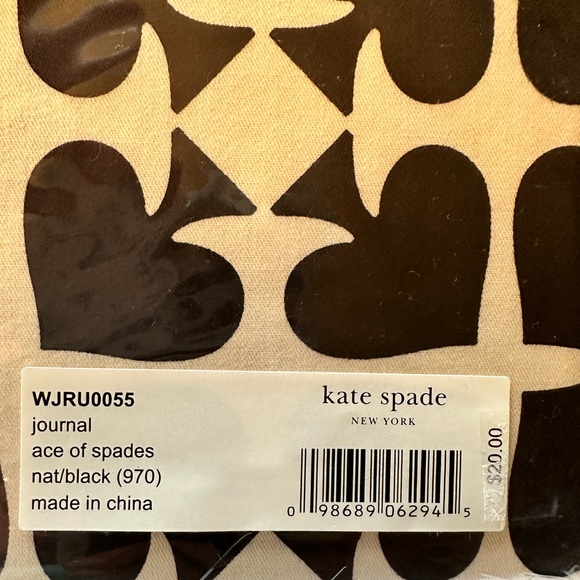 WJRU0055
journal
ace of spades
nat/black (970)
made in china
kate spade
NEW YORK
0 98689 06294 5
$20.00